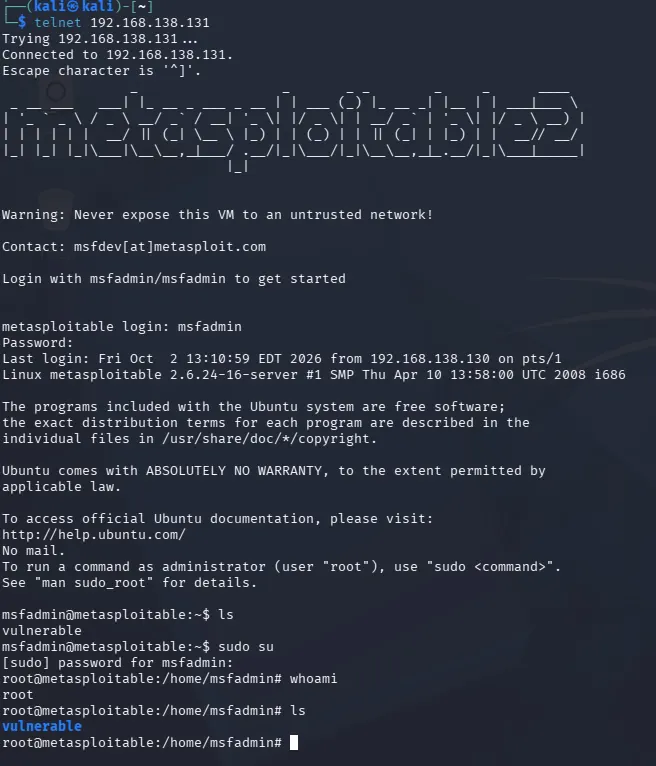 ┌──(kali㉿kali)-[~]
└─$ telnet 192.168.138.131
Trying 192.168.138.131...
Connected to 192.168.138.131.
Escape character is '^]'.
metasploitable2
Warning: Never expose this VM to an untrusted network!
Contact: msfdev[at]metasploit.com
Login with msfadmin/msfadmin to get started
metasploitable login: msfadmin
Password:
Last login: Fri Oct  2 13:10:59 EDT 2026 from 192.168.138.130 on pts/1
Linux metasploitable 2.6.24-16-server #1 SMP Thu Apr 10 13:58:00 UTC 2008 i686
The programs included with the Ubuntu system are free software;
the exact distribution terms for each program are described in the
individual files in /usr/share/doc/*/copyright.
Ubuntu comes with ABSOLUTELY NO WARRANTY, to the extent permitted by
applicable law.
To access official Ubuntu documentation, please visit:
http://help.ubuntu.com/
No mail.
To run a command as administrator (user "root"), use "sudo <command>".
See "man sudo_root" for details.
msfadmin@metasploitable:~$ ls
vulnerable
msfadmin@metasploitable:~$ sudo su
[sudo] password for msfadmin:
root@metasploitable:/home/msfadmin# whoami
root
root@metasploitable:/home/msfadmin# ls
vulnerable
root@metasploitable:/home/msfadmin#